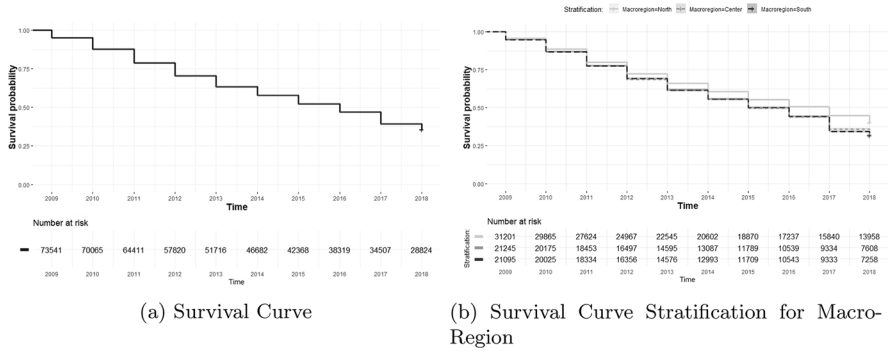 Survival probability
1.00
0.75
0.50
0.25
0.00
2009 2010 2011 2012 2013 2014 2015 2016 2017 2018
Time
Number at risk
73541 70065 64411 57820 51716 46682 42368 38319 34507 28824
2009 2010 2011 2012 2013 2014 2015 2016 2017 2018
Time
(a) Survival Curve
Stratification: Macroregion=North Macroregion=Center Macroregion=South
Survival probability
1.00
0.75
0.50
0.25
0.00
2009 2010 2011 2012 2013 2014 2015 2016 2017 2018
Time
Number at risk
Stratification:
31201 29865 27624 24967 22545 20602 18870 17237 15840 13958
21245 20175 18453 16497 14595 13087 11789 10539 9334 7608
21095 20025 18334 16356 14576 12993 11709 10543 9333 7258
2009 2010 2011 2012 2013 2014 2015 2016 2017 2018
Time
(b) Survival Curve Stratification for Macro-
Region